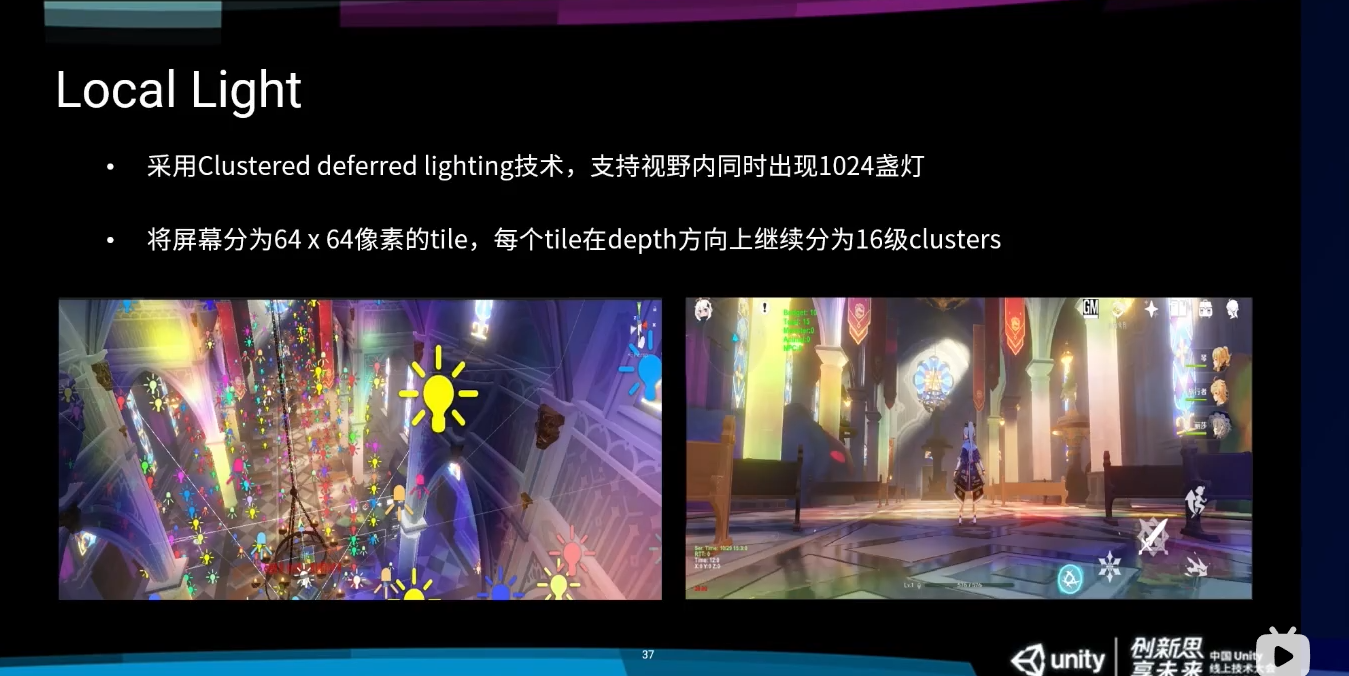 Local Light
• 采用Clustered deferred lighting技术，支持视野内同时出现1024盏灯
• 将屏幕分为64 x 64像素的tile，每个tile在depth方向上继续分为16级clusters
GM
琴
丽莎
37
unity
创新思
享未来
中国 Unity
线上技术大会